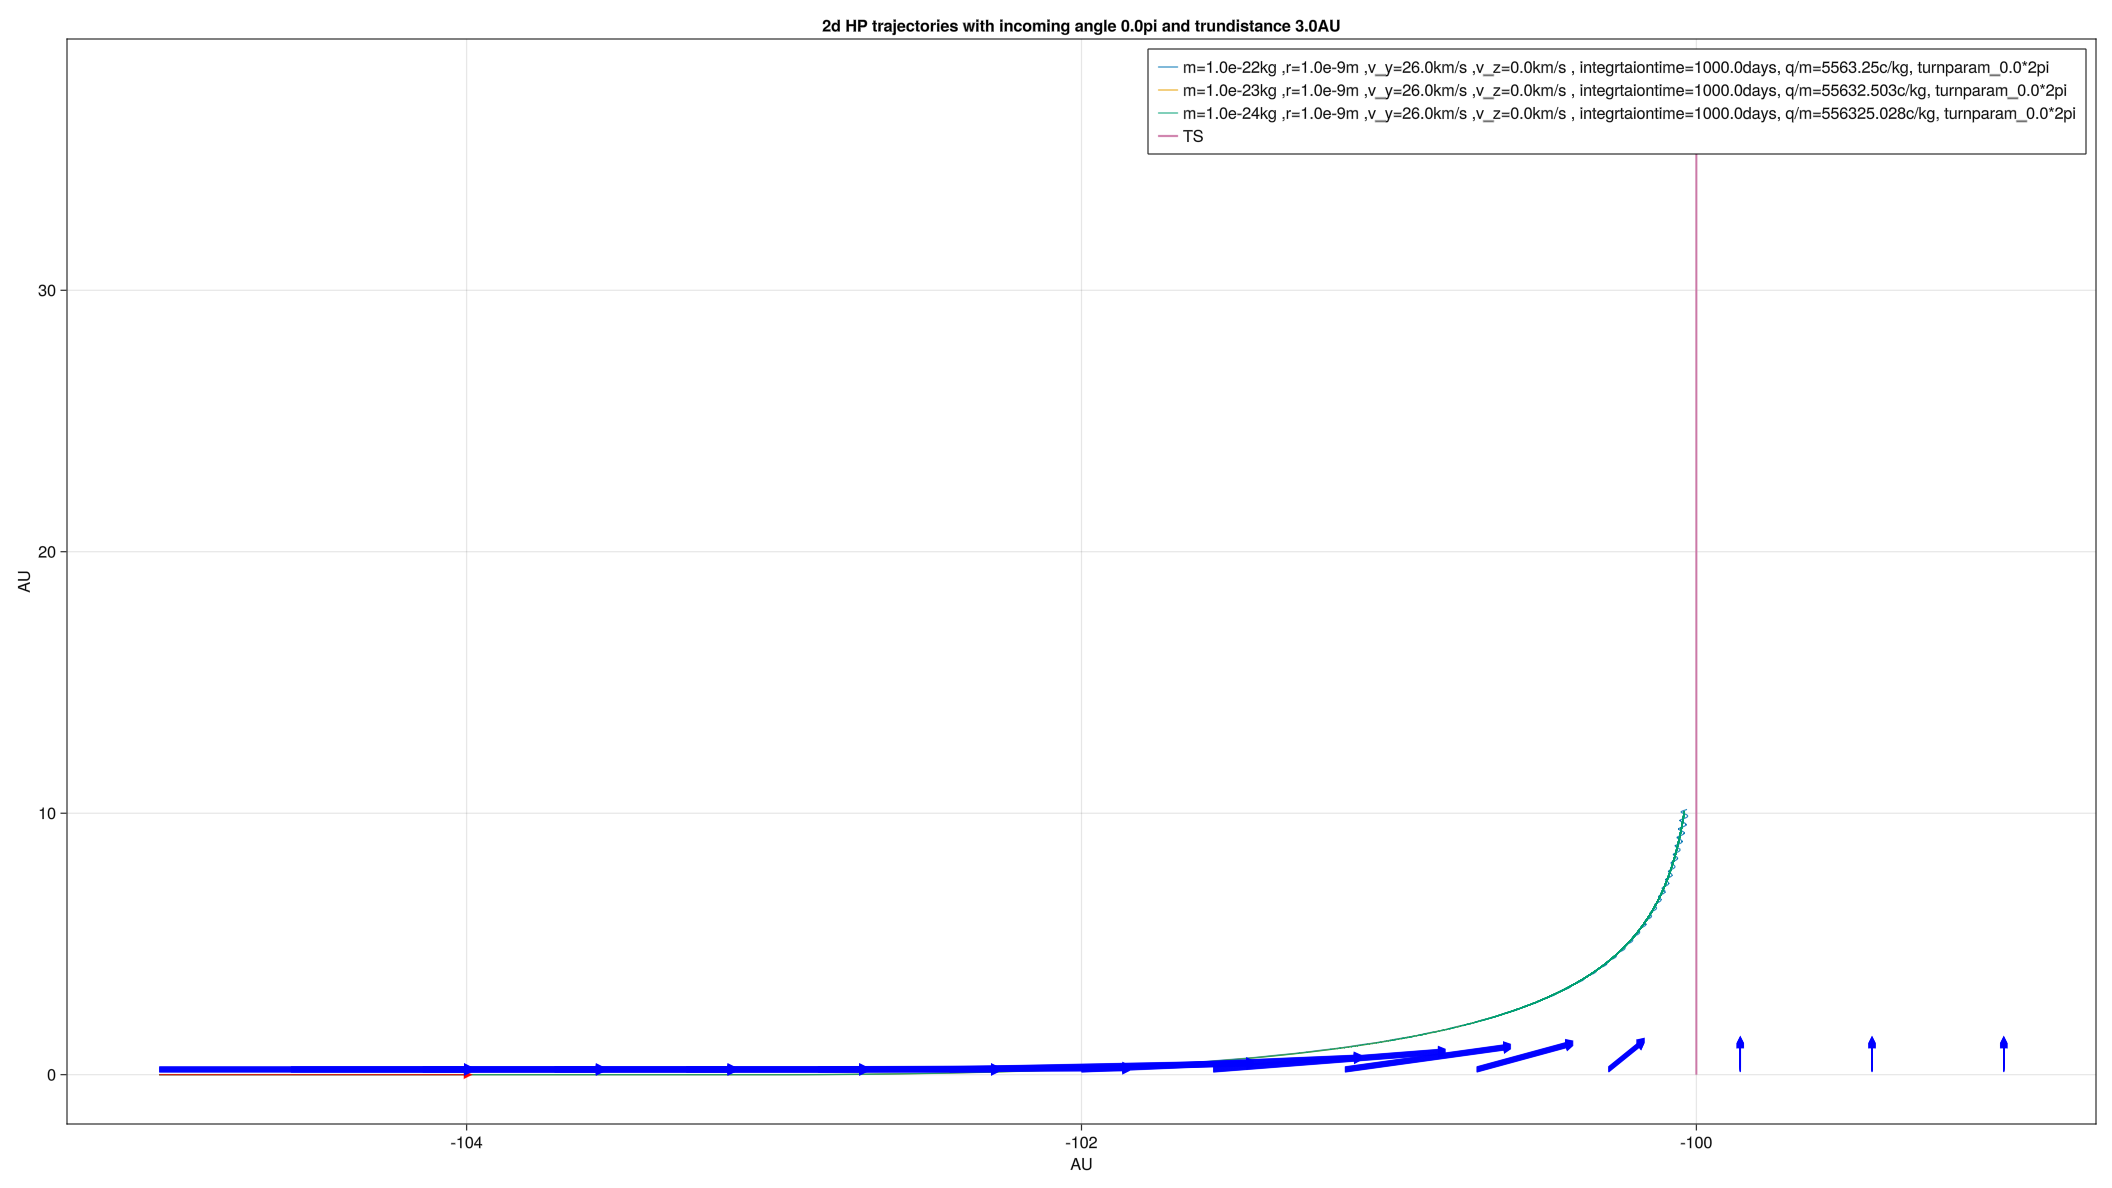 2d HP trajectories with incoming angle 0.0pi and trundistance 3.0AU
m=1.0e-22kg ,r=1.0e-9m ,v_y=26.0km/s ,v_z=0.0km/s , integrtaiontime=1000.0days, q/m=5563.25c/kg, turnparam_0.0*2pi
m=1.0e-23kg ,r=1.0e-9m ,v_y=26.0km/s ,v_z=0.0km/s , integrtaiontime=1000.0days, q/m=55632.503c/kg, turnparam_0.0*2pi
m=1.0e-24kg ,r=1.0e-9m ,v_y=26.0km/s ,v_z=0.0km/s , integrtaiontime=1000.0days, q/m=556325.028c/kg, turnparam_0.0*2pi
TS
30
20
AU
10
0
-104
-102
-100
AU